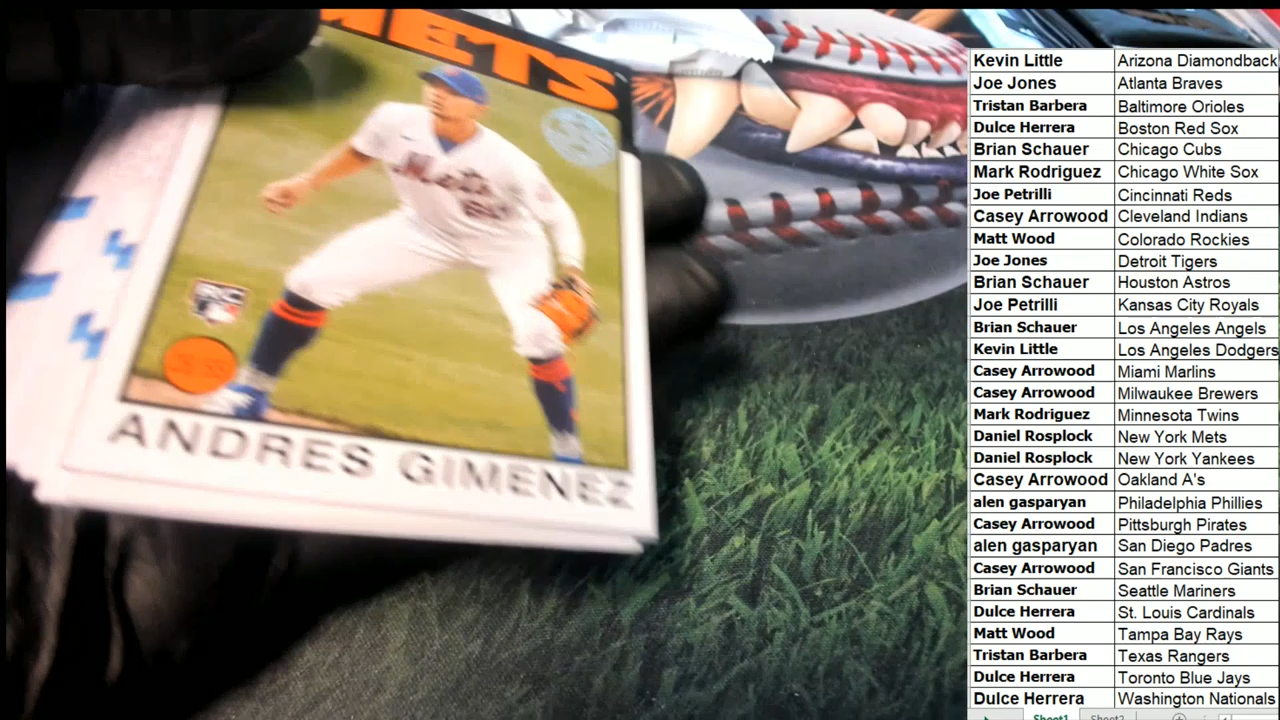 METS
Mets
RC
ANDRES GIMENEZ
Kevin Little Arizona Diamondback
Joe Jones Atlanta Braves
Tristan Barbera Baltimore Orioles
Dulce Herrera Boston Red Sox
Brian Schauer Chicago Cubs
Mark Rodriguez Chicago White Sox
Joe Petrilli Cincinnati Reds
Casey Arrowood Cleveland Indians
Matt Wood Colorado Rockies
Joe Jones Detroit Tigers
Brian Schauer Houston Astros
Joe Petrilli Kansas City Royals
Brian Schauer Los Angeles Angels
Kevin Little Los Angeles Dodgers
Casey Arrowood Miami Marlins
Casey Arrowood Milwaukee Brewers
Mark Rodriguez Minnesota Twins
Daniel Rosplock New York Mets
Daniel Rosplock New York Yankees
Casey Arrowood Oakland A's
alen gasparyan Philadelphia Phillies
Casey Arrowood Pittsburgh Pirates
alen gasparyan San Diego Padres
Casey Arrowood San Francisco Giants
Brian Schauer Seattle Mariners
Dulce Herrera St. Louis Cardinals
Matt Wood Tampa Bay Rays
Tristan Barbera Texas Rangers
Dulce Herrera Toronto Blue Jays
Dulce Herrera Washington Nationals
Sheet1 Sheet2